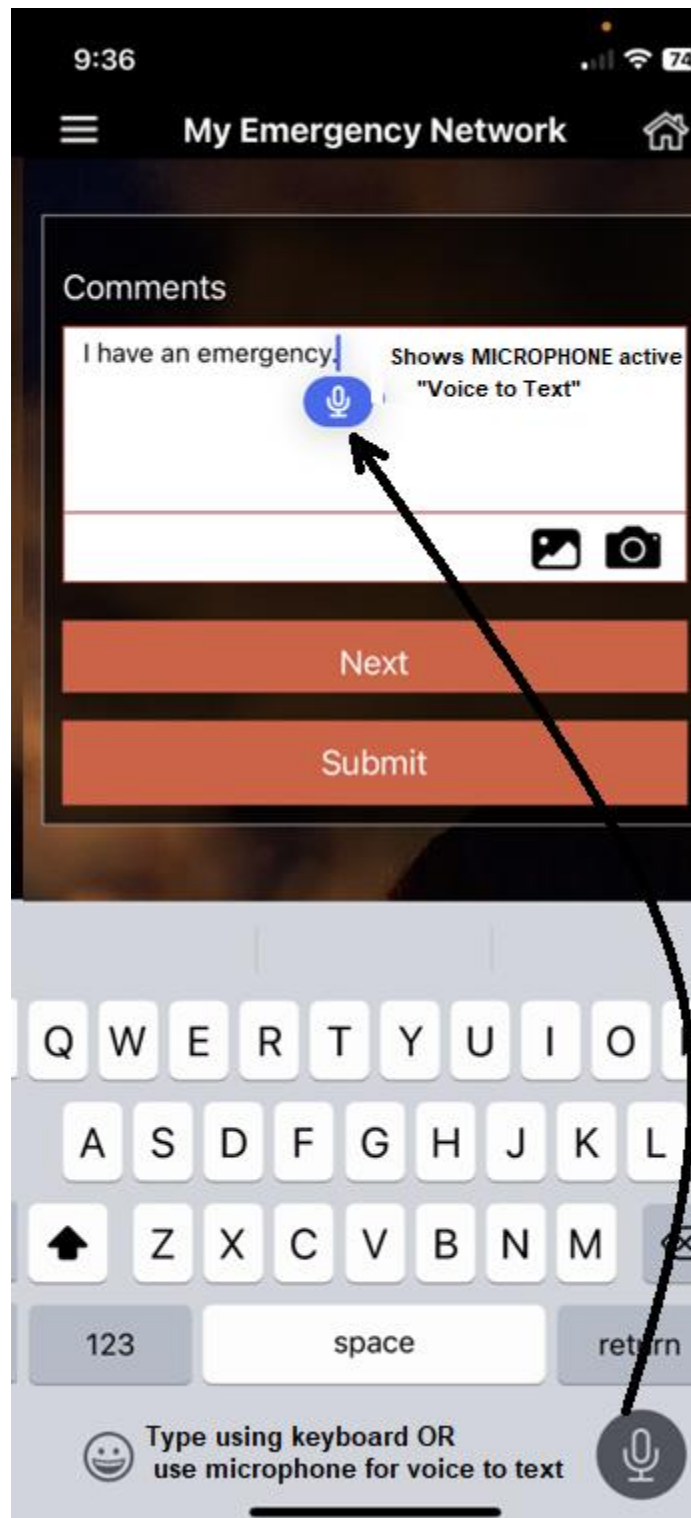 9:36
74
My Emergency Network
Comments
I have an emergency.
Shows MICROPHONE active
"Voice to Text"
Next
Submit
Q W E R T Y U I O
A S D F G H J K L
Z X C V B N M
123 space return
Type using keyboard OR
use microphone for voice to text